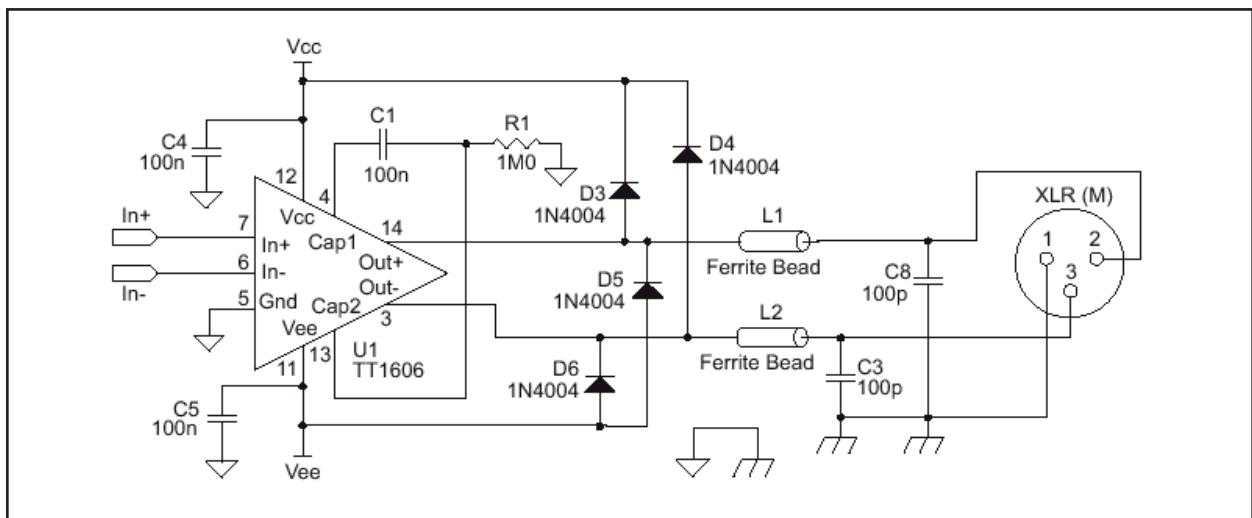 Vcc
C4
100n
C1
100n
R1
1M0
D4
1N4004
D3
1N4004
XLR (M)
12
4
Vcc
In+
7
In+
Cap1
14
Out+
L1
Ferrite Bead
1
2
3
6
In-
In-
Out-
D5
1N4004
C8
100p
5
Gnd
Cap2
3
Vee
11
13
U1
TT1606
L2
Ferrite Bead
D6
1N4004
C3
100p
C5
100n
Vee